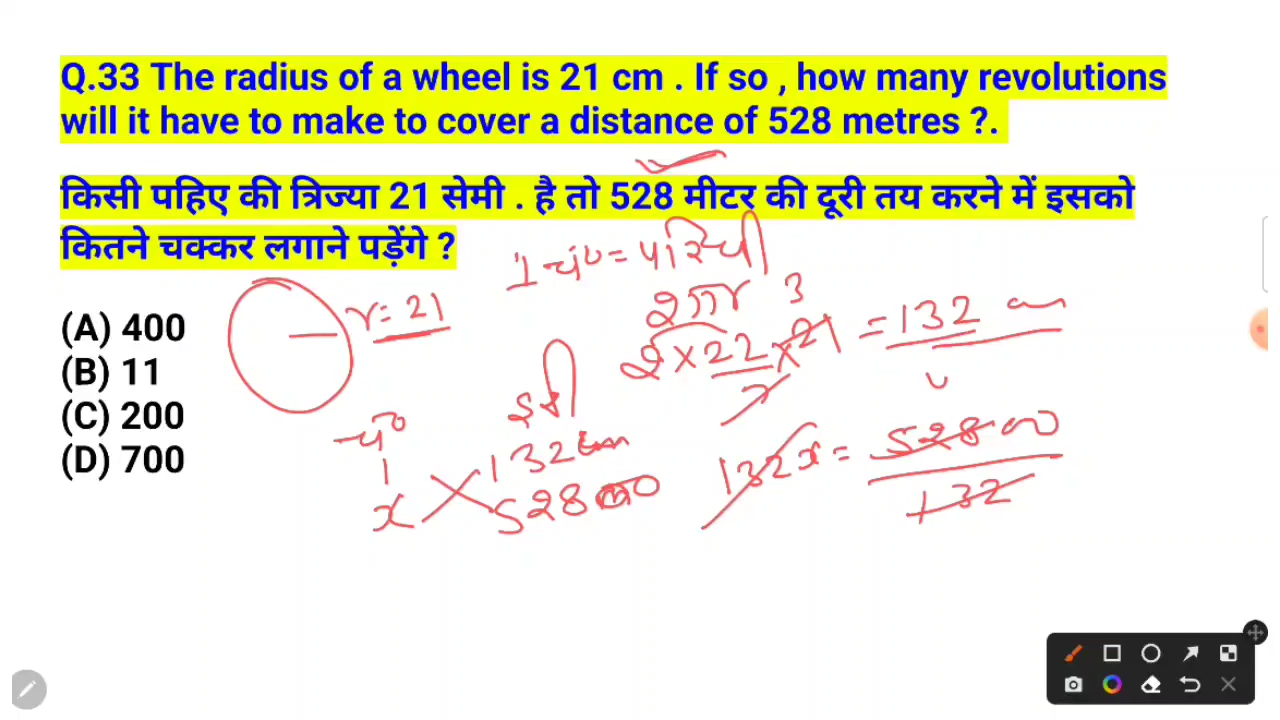 Q.33 The radius of a wheel is 21 cm . If so , how many revolutions
will it have to make to cover a distance of 528 metres ?.
किसी पहिए की त्रिज्या 21 सेमी . है तो 528 मीटर की दूरी तय करने में इसको
कितने चक्कर लगाने पड़ेंगे ?
1 चं० = परिधी
(A) 400
(B) 11
(C) 200
(D) 700
r = 21
2πr
3
2 × 22 × 21 = 132 cm
7
चं० दूरी
1 132 cm
x 52800
132x = 52800
132